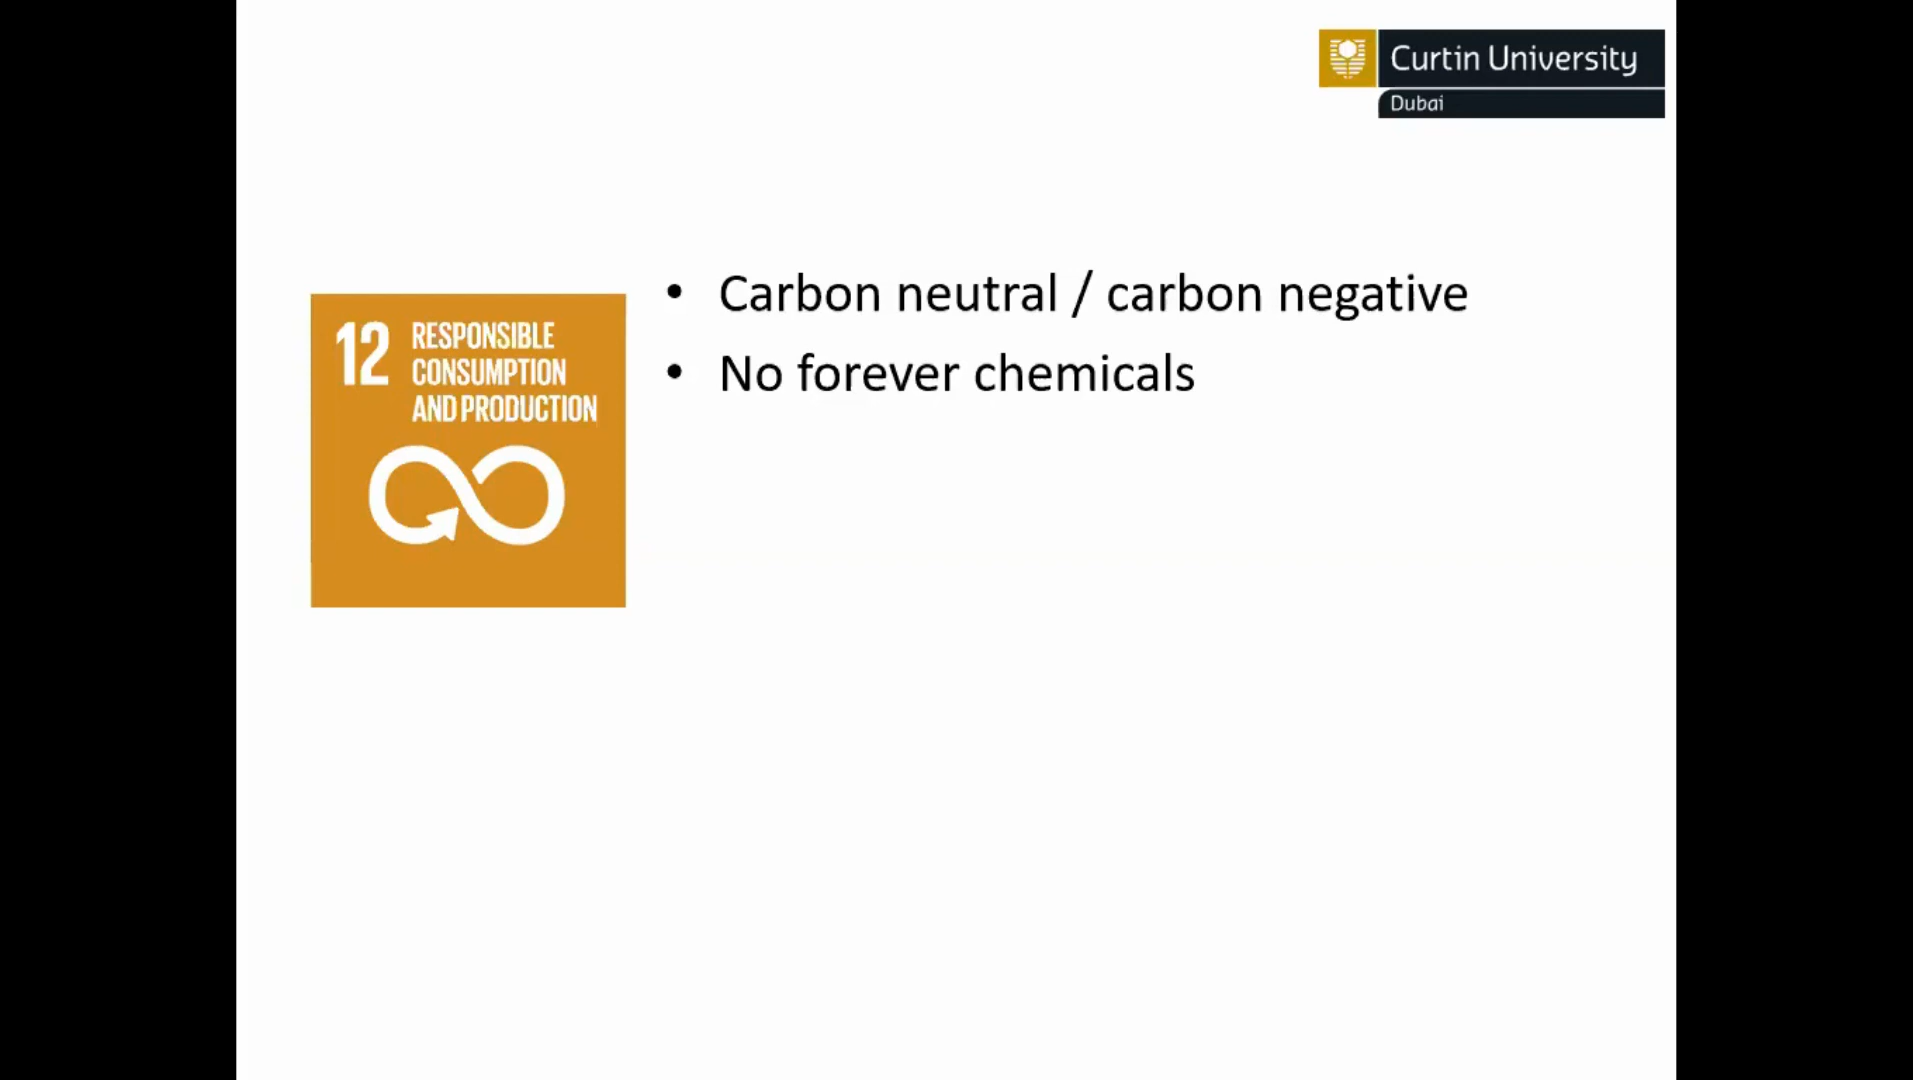 Curtin University
Dubai
12 RESPONSIBLE
CONSUMPTION
AND PRODUCTION
• Carbon neutral / carbon negative
• No forever chemicals